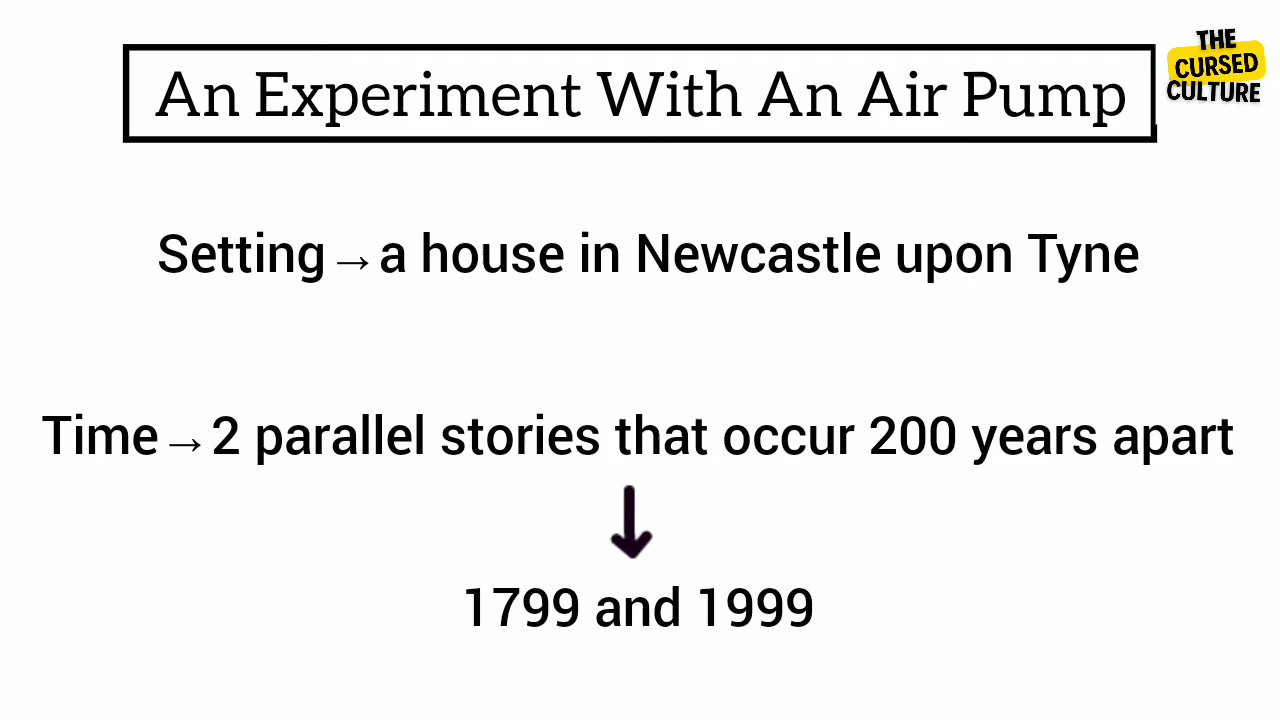 An Experiment With An Air Pump
THE
CURSED
CULTURE
Setting→a house in Newcastle upon Tyne
Time→2 parallel stories that occur 200 years apart
1799 and 1999